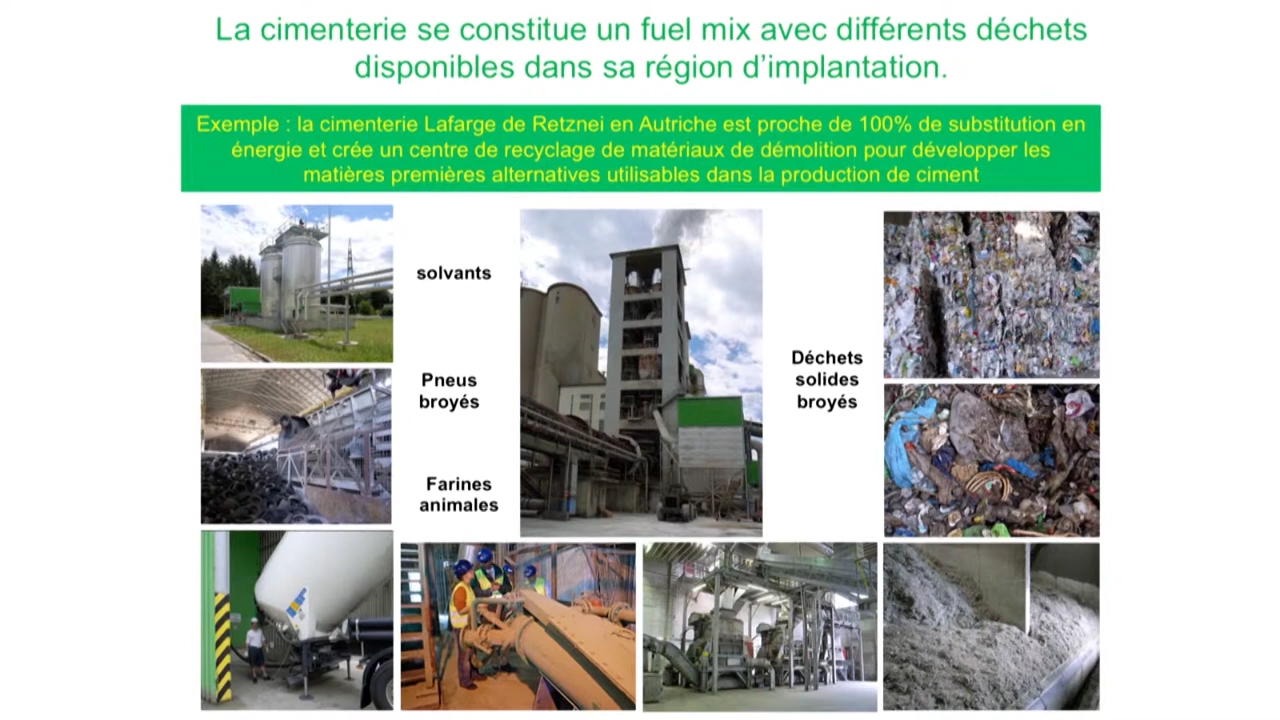 La cimenterie se constitue un fuel mix avec différents déchets
disponibles dans sa région d’implantation.
Exemple : la cimenterie Lafarge de Retznei en Autriche est proche de 100% de substitution en
énergie et crée un centre de recyclage de matériaux de démolition pour développer les
matières premières alternatives utilisables dans la production de ciment
solvants
Pneus
broyés
Farines
animales
Déchets
solides
broyés